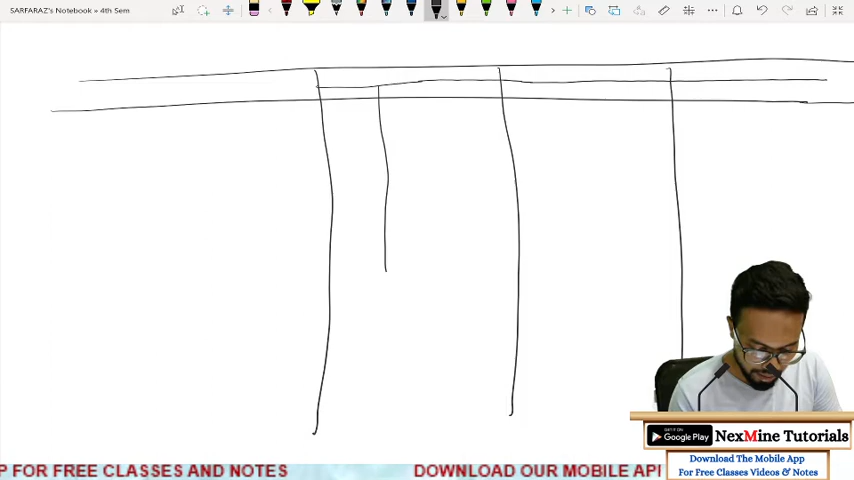 SARFARAZ's Notebook » 4th Sem
GET IT ON
Google Play
NexMine Tutorials
Download The Mobile App
For Free Classes Videos & Notes
P FOR FREE CLASSES AND NOTES
DOWNLOAD OUR MOBILE API